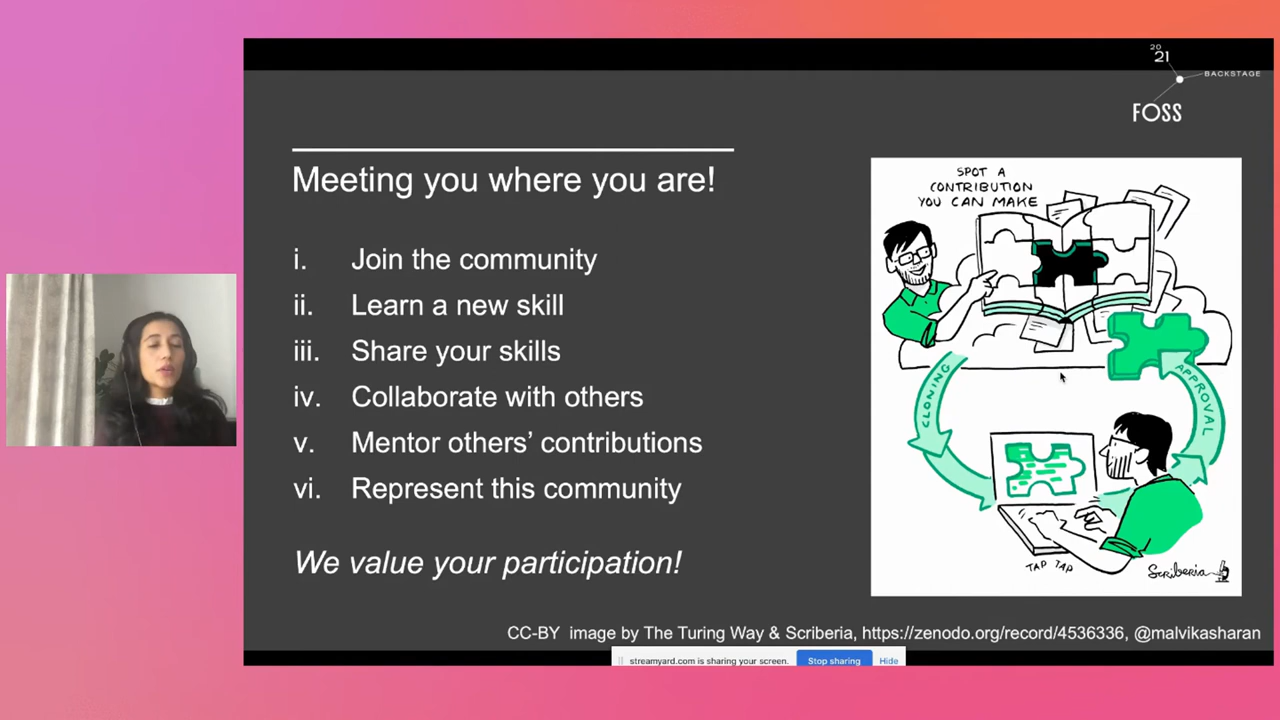 20
21
BACKSTAGE
FOSS
Meeting you where you are!
i. Join the community
ii. Learn a new skill
iii. Share your skills
iv. Collaborate with others
v. Mentor others’ contributions
vi. Represent this community
We value your participation!
SPOT A
CONTRIBUTION
YOU CAN MAKE
CLONING
APPROVAL
TAP TAP
Scriberia
CC-BY image by The Turing Way & Scriberia, https://zenodo.org/record/4536336, @malvikasharan
streamyard.com is sharing your screen. Stop sharing Hide